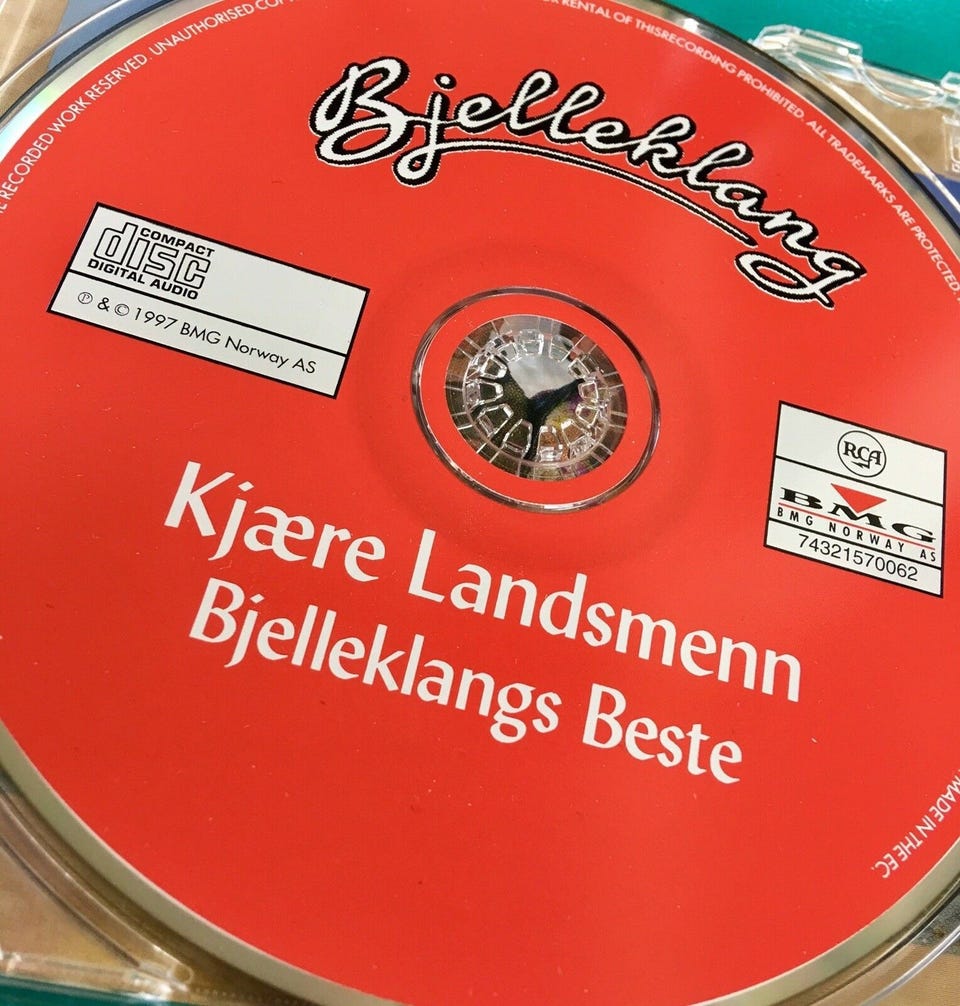 RECORDED WORK RESERVED. UNAUTHORISED
RENTAL OF THISRECORDING PROHIBITED. ALL TRADEMARKS ARE PROTECTED
Bjelleklang
COMPACT
disc
DIGITAL AUDIO
℗ & © 1997 BMG Norway AS
RCA
BMG
BMG NORWAY AS
74321570062
Kjære Landsmenn
Bjelleklangs Beste
MADE IN THE EC.